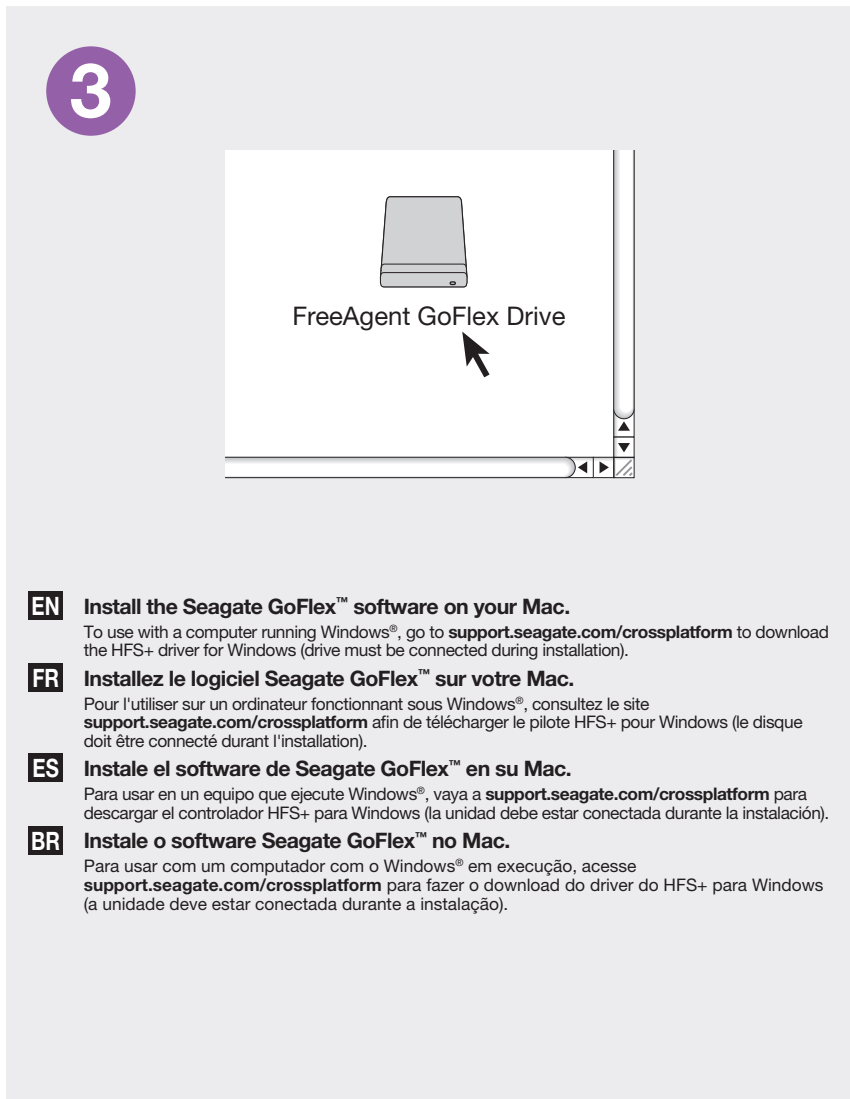 3
FreeAgent GoFlex Drive
EN Install the Seagate GoFlex™ software on your Mac.
To use with a computer running Windows®, go to support.seagate.com/crossplatform to download
the HFS+ driver for Windows (drive must be connected during installation).
FR Installez le logiciel Seagate GoFlex™ sur votre Mac.
Pour l'utiliser sur un ordinateur fonctionnant sous Windows®, consultez le site
support.seagate.com/crossplatform afin de télécharger le pilote HFS+ pour Windows (le disque
doit être connecté durant l'installation).
ES Instale el software de Seagate GoFlex™ en su Mac.
Para usar en un equipo que ejecute Windows®, vaya a support.seagate.com/crossplatform para
descargar el controlador HFS+ para Windows (la unidad debe estar conectada durante la instalación).
BR Instale o software Seagate GoFlex™ no Mac.
Para usar com um computador com o Windows® em execução, acesse
support.seagate.com/crossplatform para fazer o download do driver do HFS+ para Windows
(a unidade deve estar conectada durante a instalação).